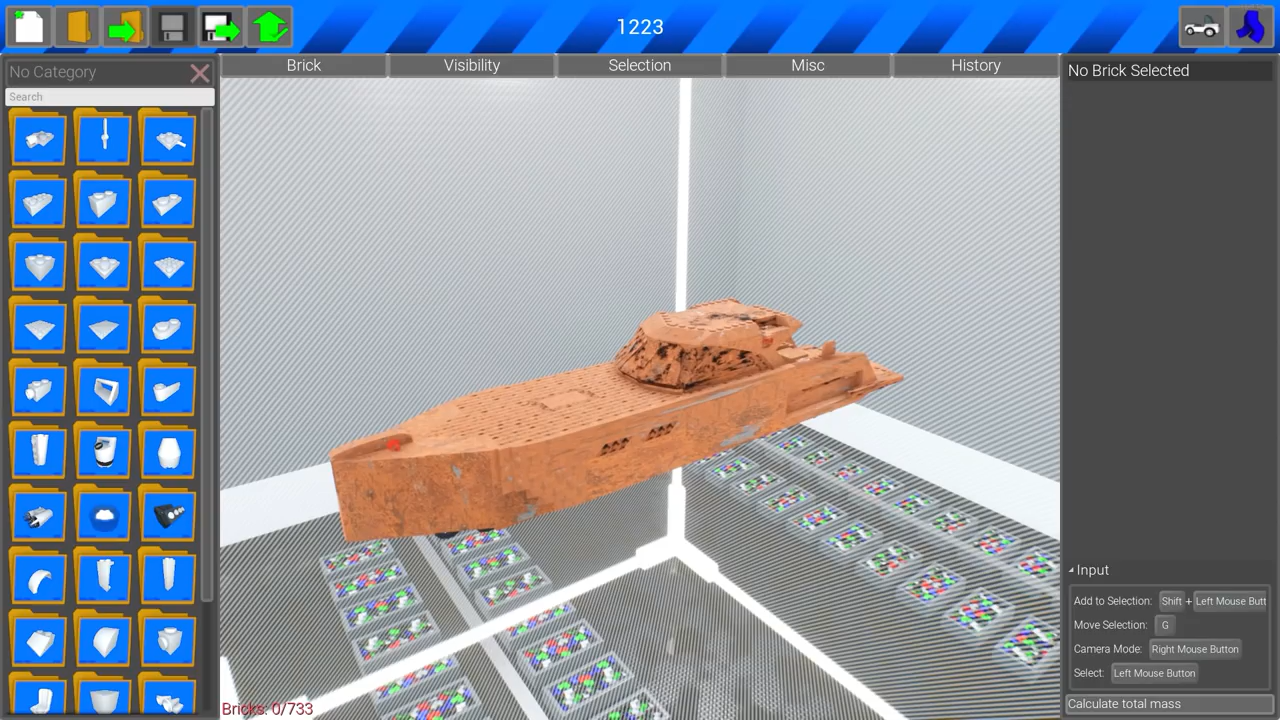 1223
No Category
Search
Brick
Visibility
Selection
Misc
History
No Brick Selected
Input
Add to Selection: Shift + Left Mouse Butt
Move Selection: G
Camera Mode: Right Mouse Button
Select: Left Mouse Button
Calculate total mass
Bricks: 0/733